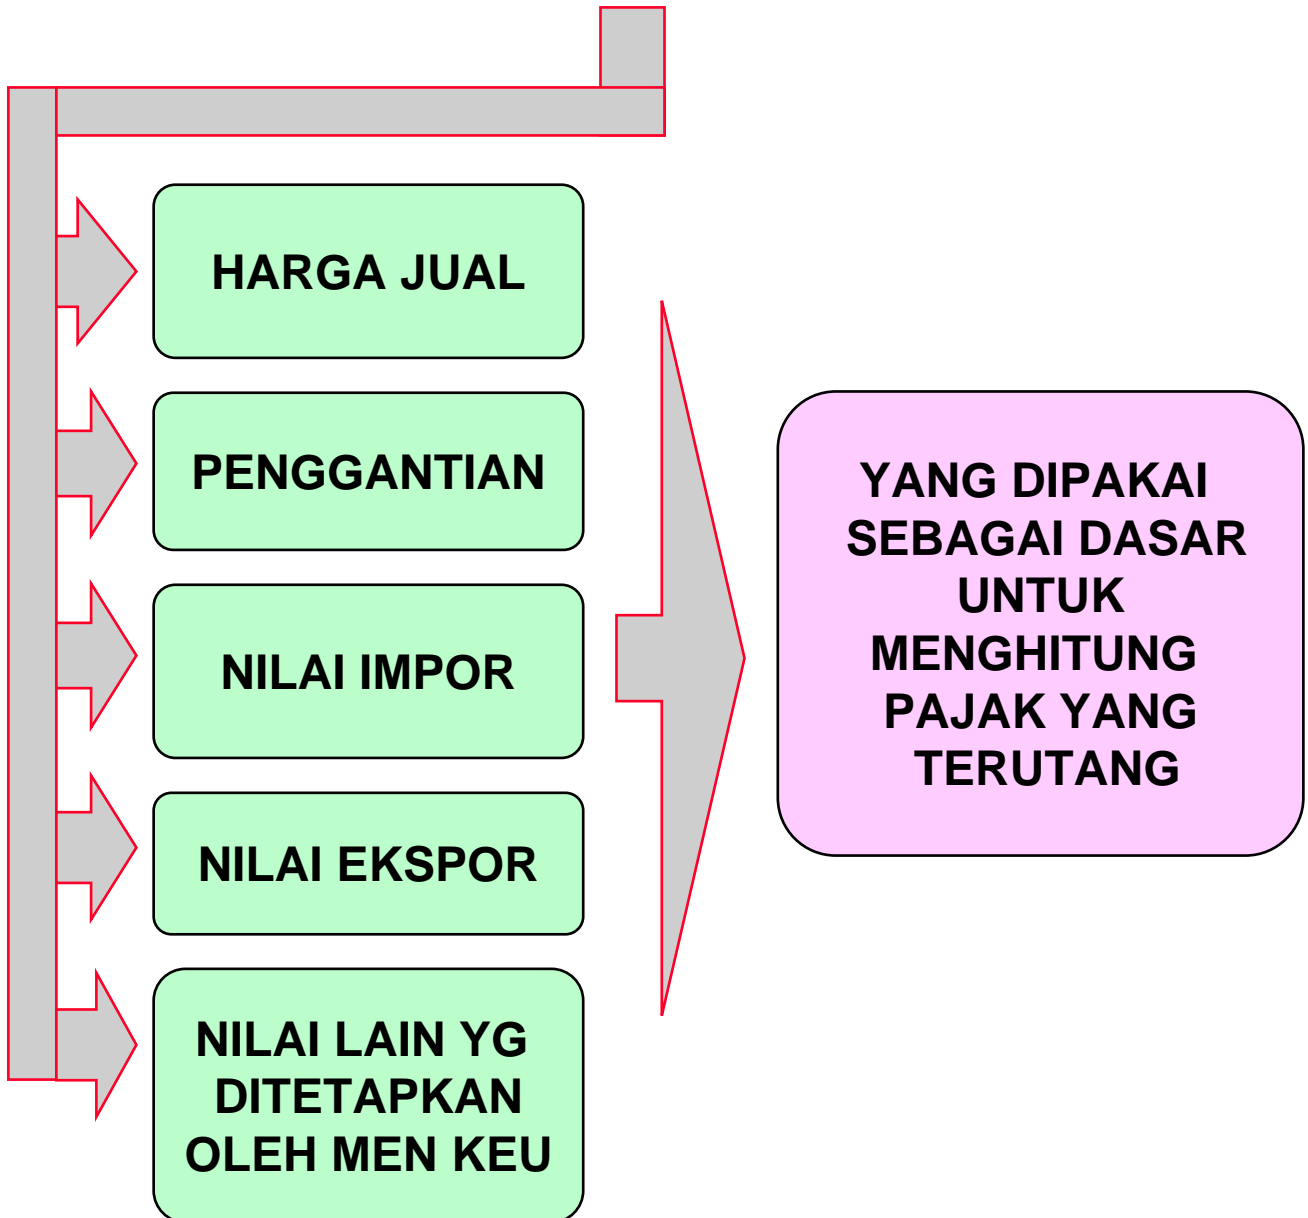 HARGA JUAL
PENGGANTIAN
NILAI IMPOR
NILAI EKSPOR
NILAI LAIN YG
DITETAPKAN
OLEH MEN KEU
YANG DIPAKAI
SEBAGAI DASAR
UNTUK
MENGHITUNG
PAJAK YANG
TERUTANG